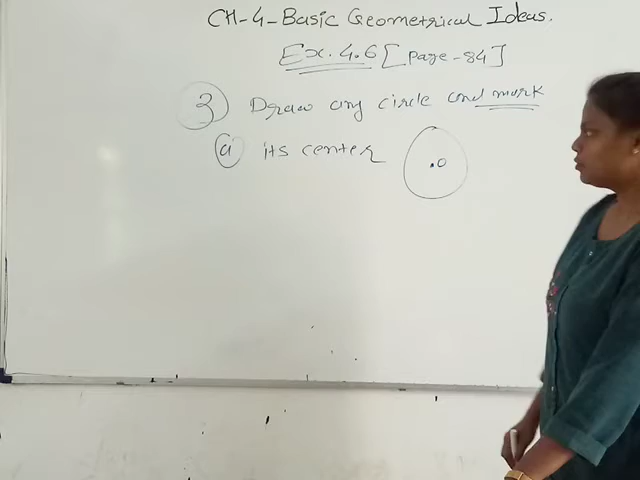 CH-4-Basic Geometrical Ideas.
Ex. 4.6 [Page-84]
3 Draw any circle and mark
a its center
.O